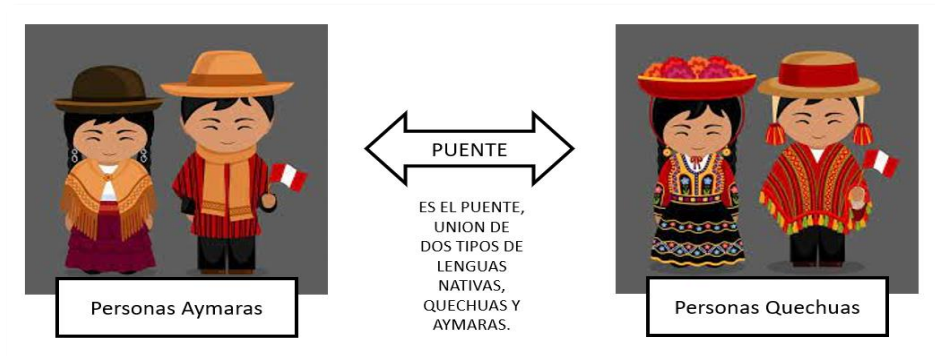 PUENTE
ES EL PUENTE,
UNION DE
DOS TIPOS DE
LENGUAS
NATIVAS,
QUECHUAS Y
AYMARAS.
Personas Aymaras
Personas Quechuas